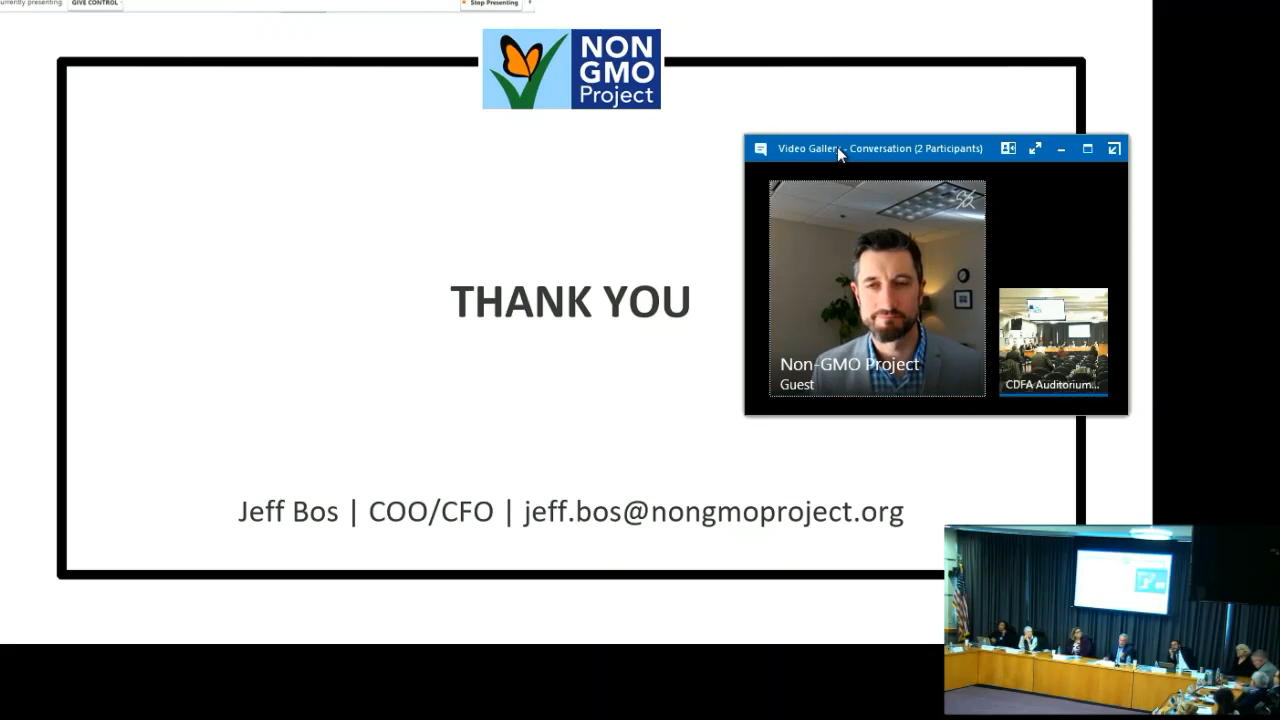 urrently presenting GIVE CONTROL Stop Presenting
NON
GMO
Project
Video Gallery - Conversation (2 Participants)
THANK YOU
Non-GMO Project
Guest
CDFA Auditorium...
Jeff Bos | COO/CFO | jeff.bos@nongmoproject.org